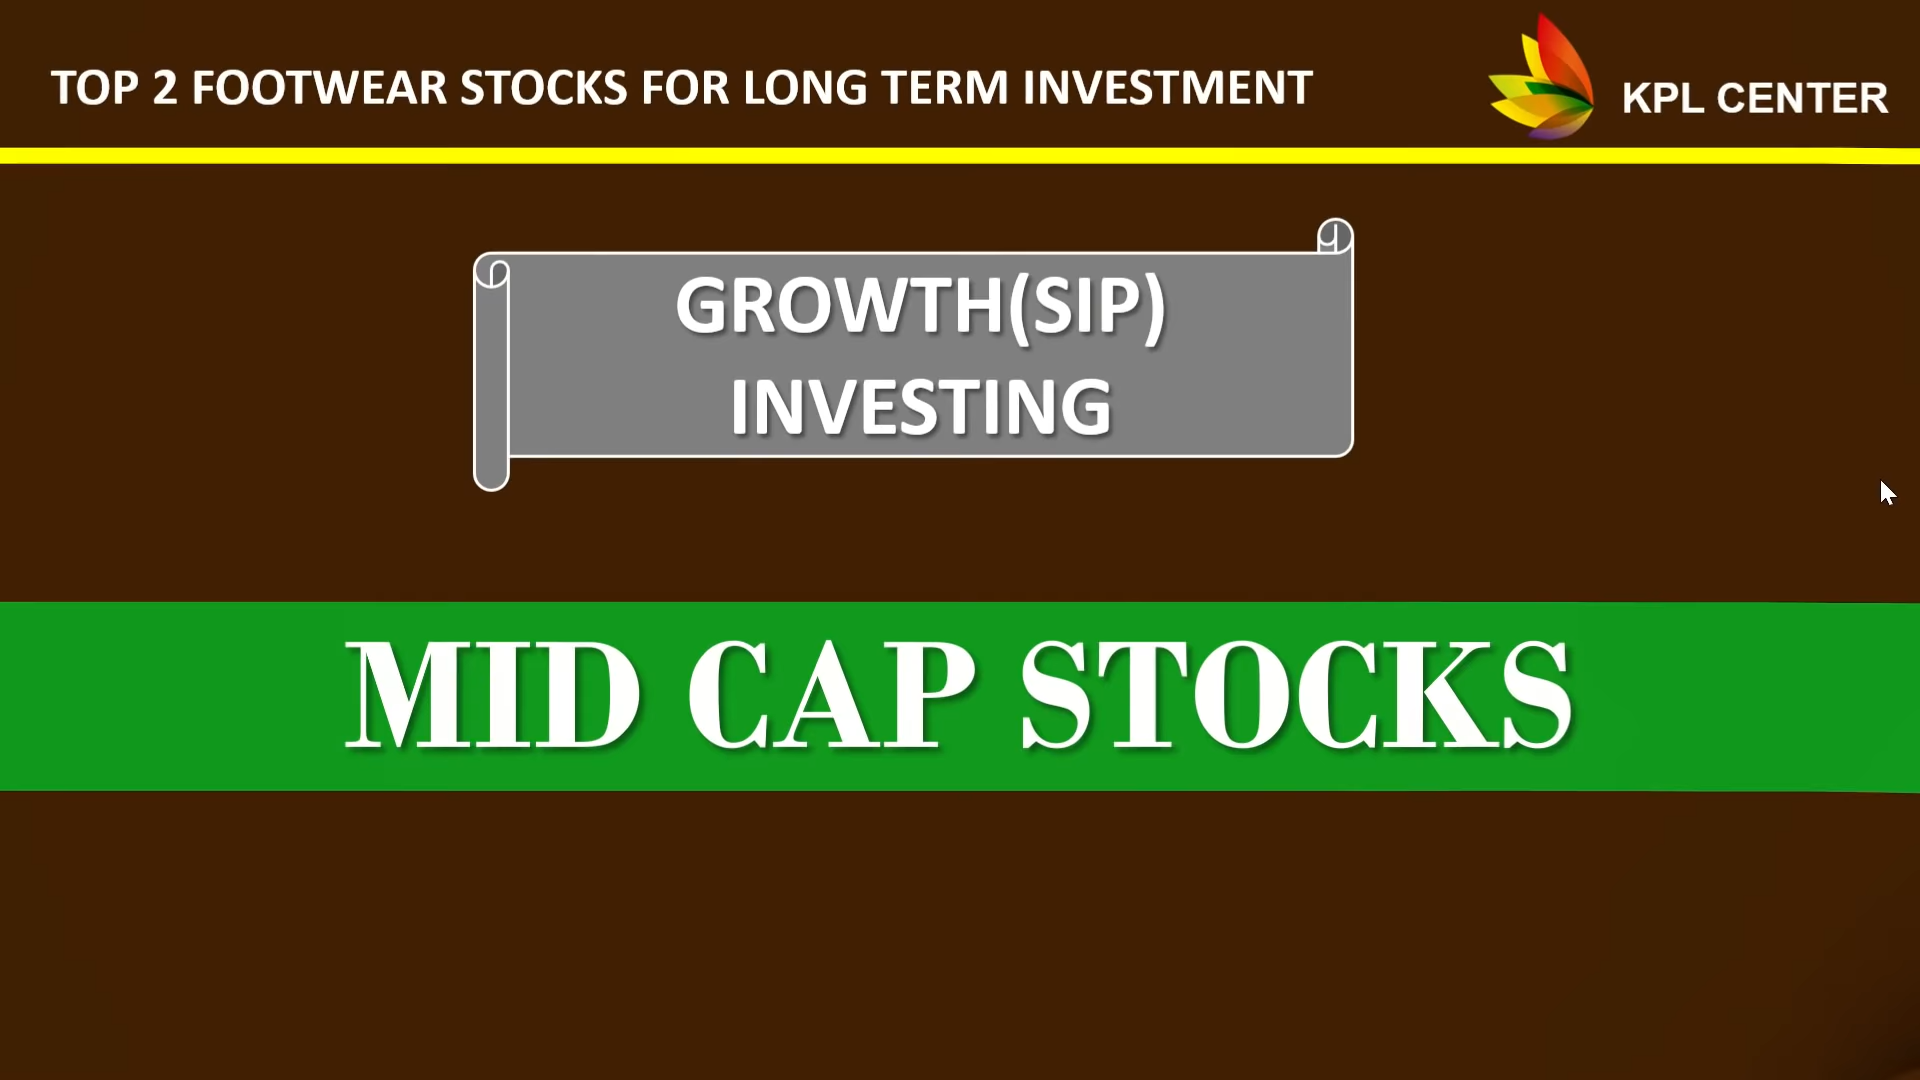 TOP 2 FOOTWEAR STOCKS FOR LONG TERM INVESTMENT
KPL CENTER
GROWTH(SIP)
INVESTING
MID CAP STOCKS